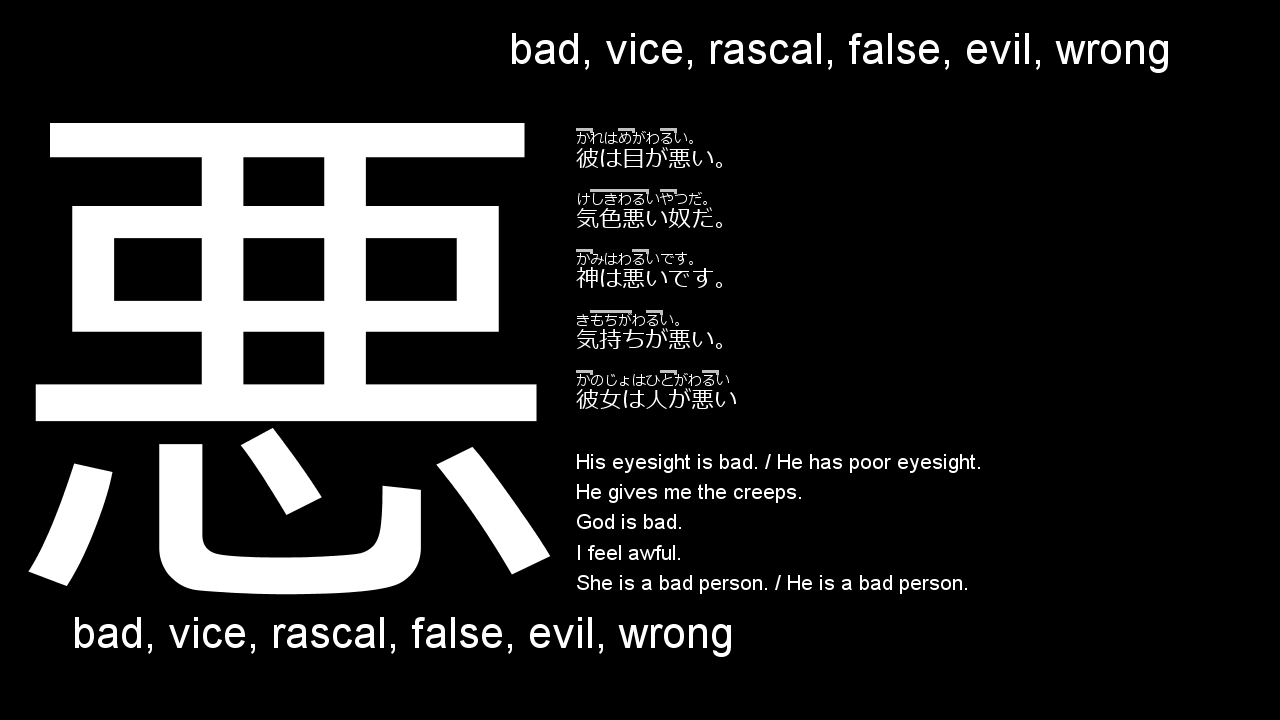 bad, vice, rascal, false, evil, wrong
悪
かれはめがわるい。
彼は目が悪い。
けしきわるいやつだ。
気色悪い奴だ。
かみはわるいです。
神は悪いです。
きもちがわるい。
気持ちが悪い。
かのじょはひとがわるい
彼女は人が悪い
His eyesight is bad. / He has poor eyesight.
He gives me the creeps.
God is bad.
I feel awful.
She is a bad person. / He is a bad person.
bad, vice, rascal, false, evil, wrong